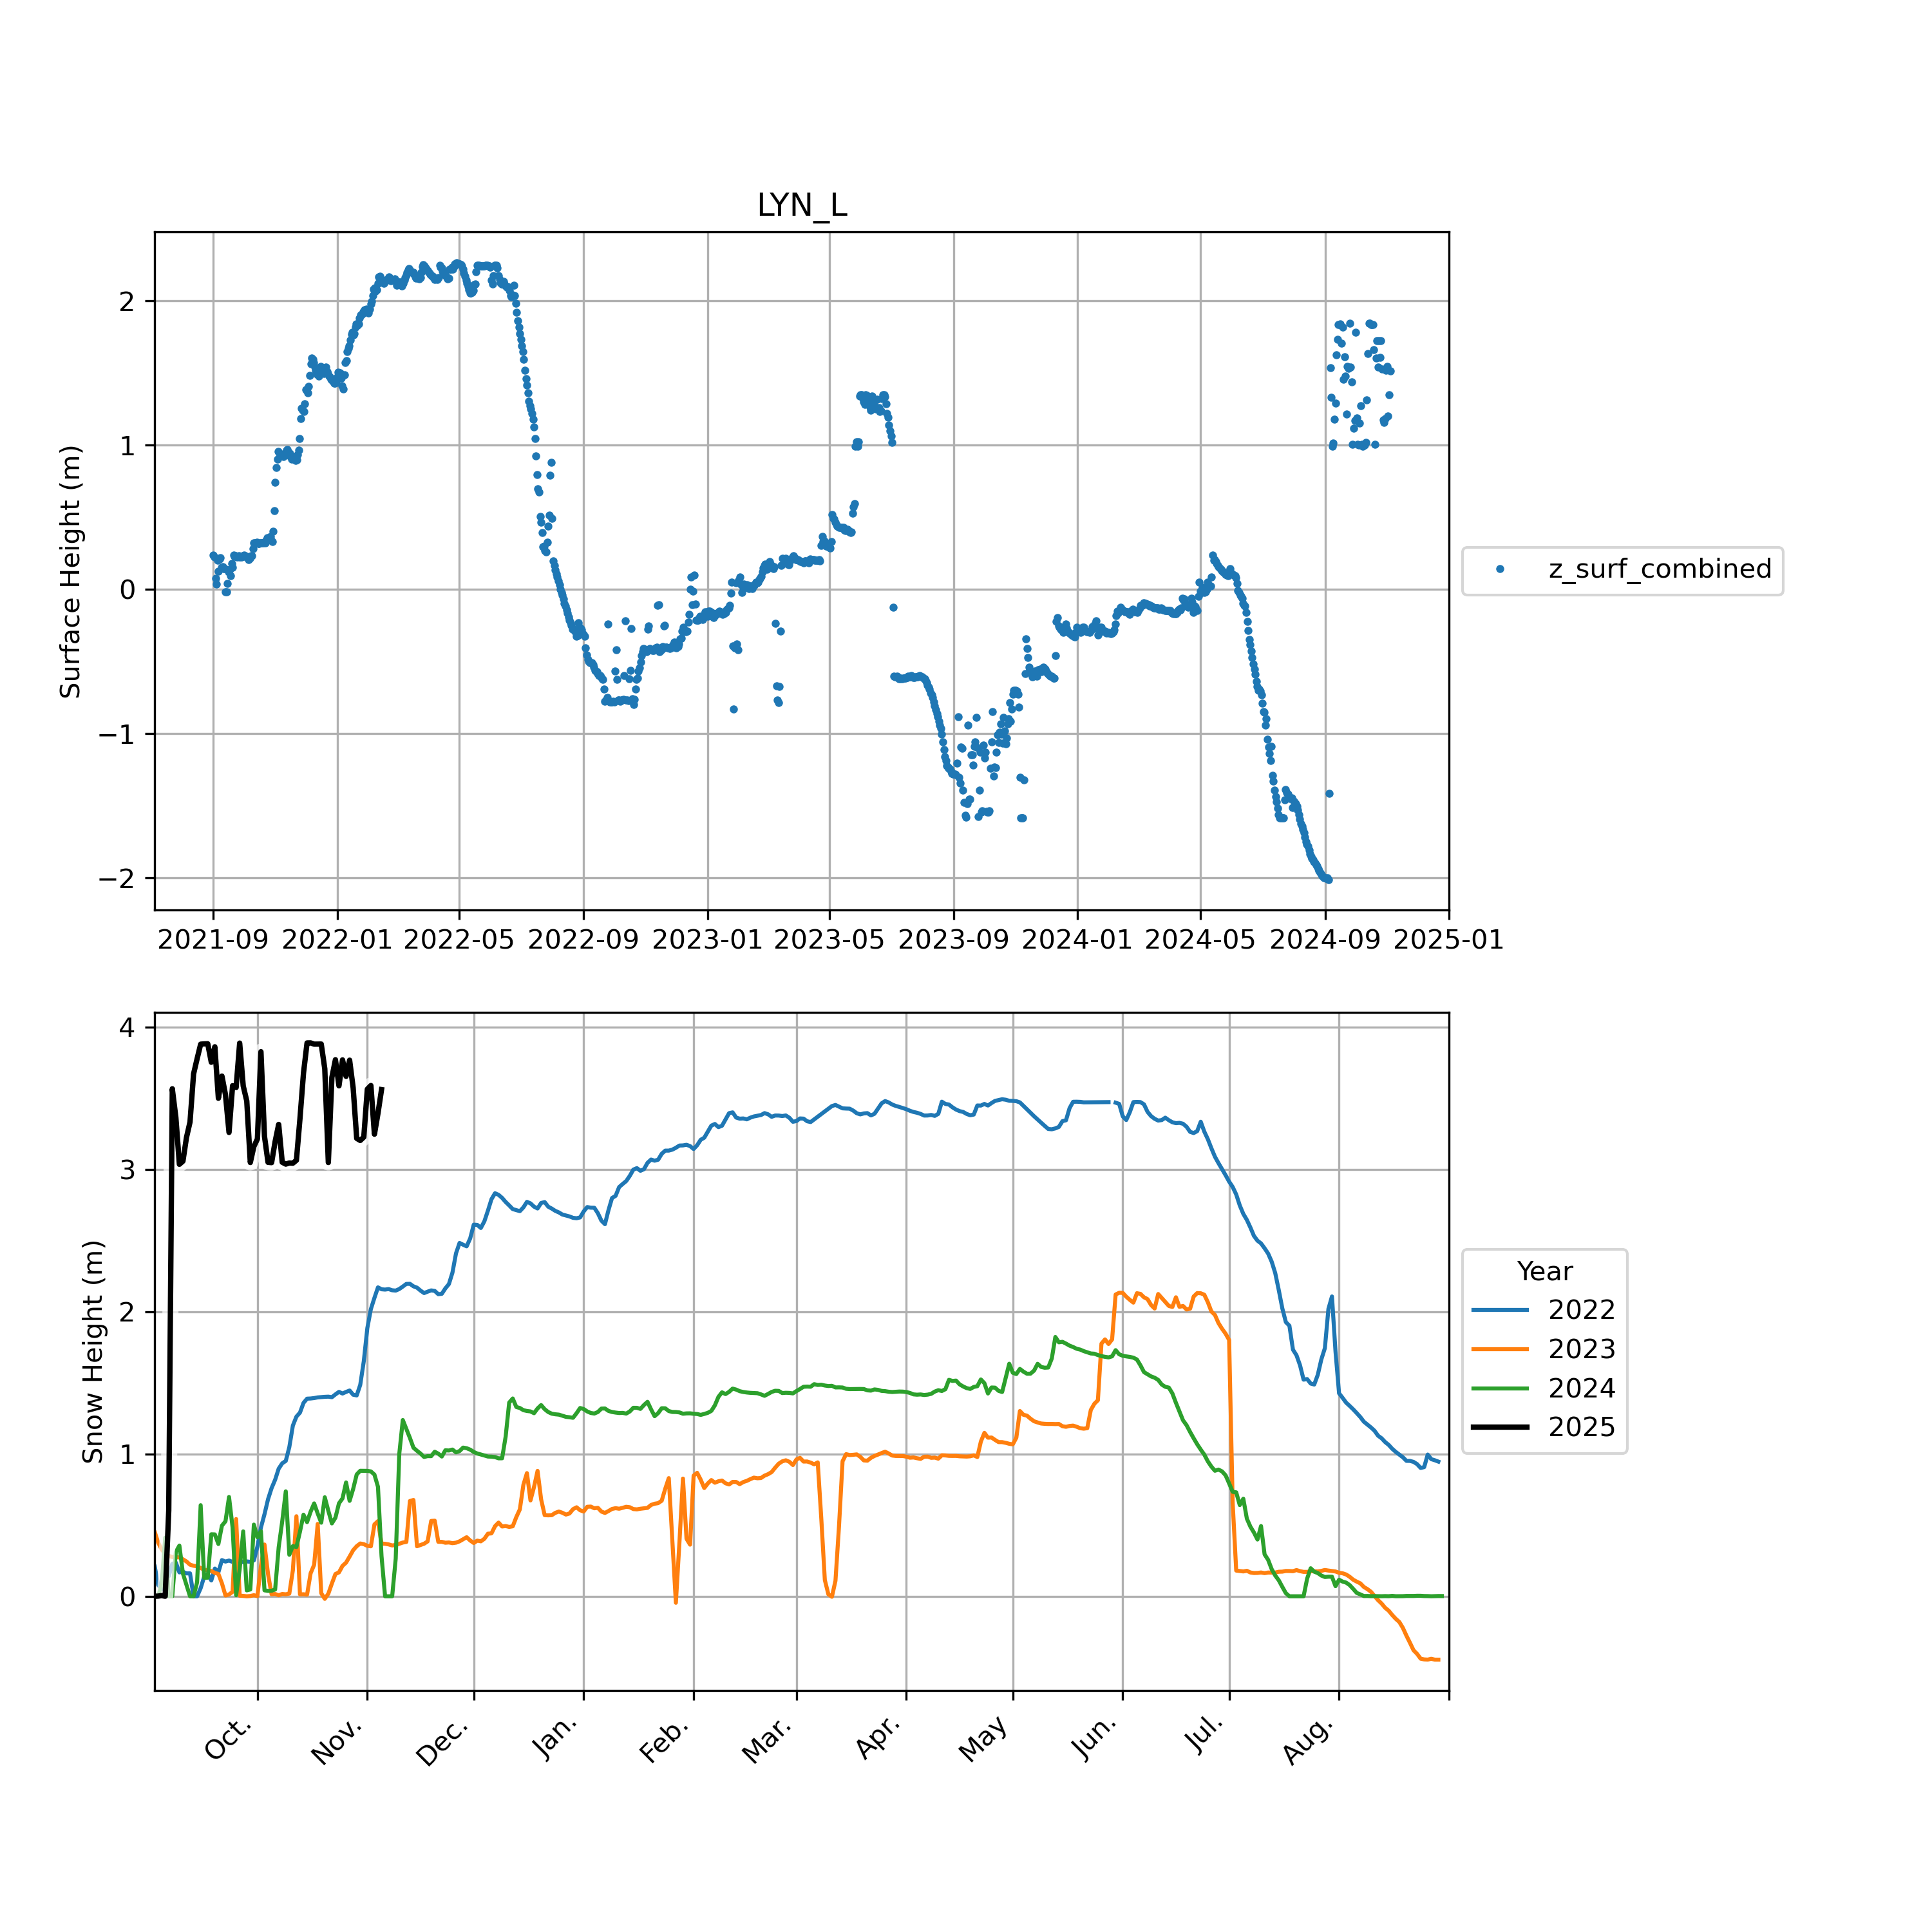 LYN_L
2
1
0
−1
−2
Surface Height (m)
2021-09 2022-01 2022-05 2022-09 2023-01 2023-05 2023-09 2024-01 2024-05 2024-09 2025-01
z_surf_combined
4
3
2
1
0
Snow Height (m)
Oct. Nov. Dec. Jan. Feb. Mar. Apr. May Jun. Jul. Aug.
Year
2022
2023
2024
2025